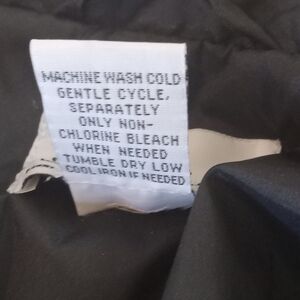 MACHINE WASH COLD
GENTLE CYCLE,
SEPARATELY
ONLY NON-
CHLORINE BLEACH
WHEN NEEDED
TUMBLE DRY LOW
COOL IRON IF NEEDED